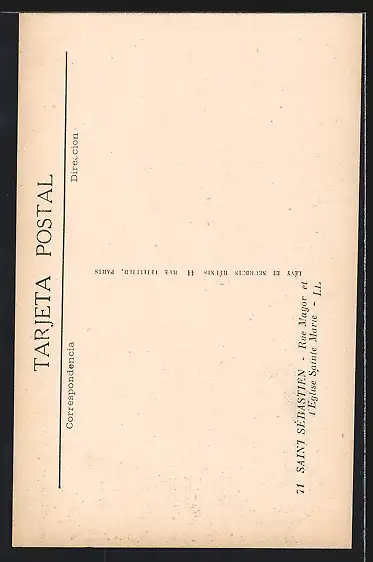 TARJETA POSTAL
Correspondencia
Direccion
LÉVY ET NEURDEIN RÉUNIS 44 RUE LETELLIER, PARIS
71 SAINT SÉBASTIEN - Rue Mayor et
l'Eglise Sainte Marie - LL.